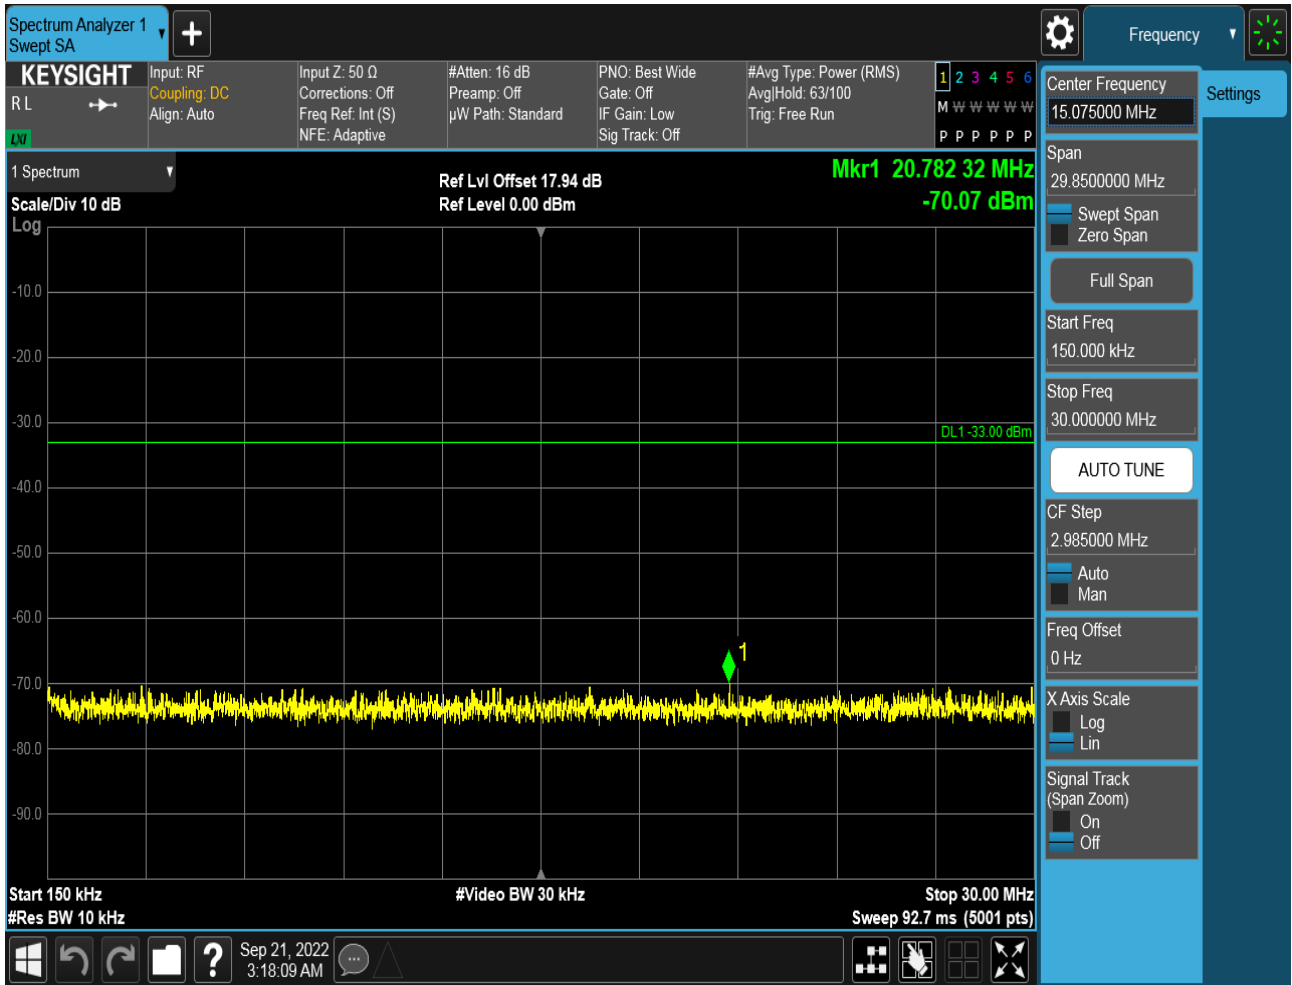 Spectrum Analyzer 1
Swept SA
Frequency
KEYSIGHT
R L
LXI
Input: RF
Coupling: DC
Align: Auto
Input Z: 50 Ω
Corrections: Off
Freq Ref: Int (S)
NFE: Adaptive
#Atten: 16 dB
Preamp: Off
µW Path: Standard
PNO: Best Wide
Gate: Off
IF Gain: Low
Sig Track: Off
#Avg Type: Power (RMS)
Avg|Hold: 63/100
Trig: Free Run
1 2 3 4 5 6
M W W W W W
P P P P P P
1 Spectrum
Scale/Div 10 dB
Log
Ref Lvl Offset 17.94 dB
Ref Level 0.00 dBm
Mkr1 20.782 32 MHz
-70.07 dBm
-10.0
-20.0
-30.0
DL1 -33.00 dBm
-40.0
-50.0
-60.0
1
-70.0
-80.0
-90.0
Start 150 kHz
#Video BW 30 kHz
Stop 30.00 MHz
#Res BW 10 kHz
Sweep 92.7 ms (5001 pts)
Center Frequency
15.075000 MHz
Settings
Span
29.8500000 MHz
Swept Span
Zero Span
Full Span
Start Freq
150.000 kHz
Stop Freq
30.000000 MHz
AUTO TUNE
CF Step
2.985000 MHz
Auto
Man
Freq Offset
0 Hz
X Axis Scale
Log
Lin
Signal Track
(Span Zoom)
On
Off
?
Sep 21, 2022
3:18:09 AM